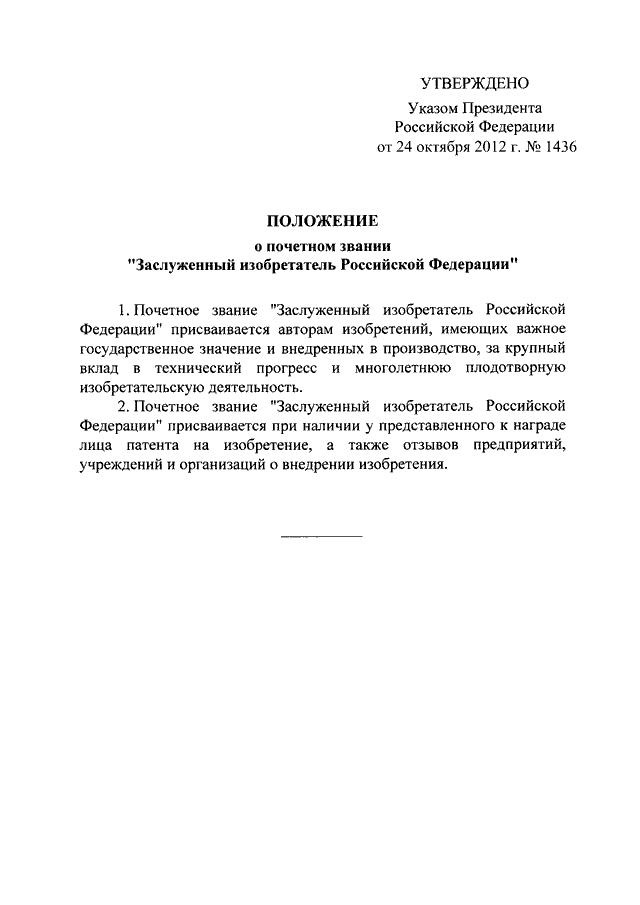 УТВЕРЖДЕНО
Указом Президента
Российской Федерации
от 24 октября 2012 г. № 1436
ПОЛОЖЕНИЕ
о почетном звании
"Заслуженный изобретатель Российской Федерации"
1. Почетное звание "Заслуженный изобретатель Российской
Федерации" присваивается авторам изобретений, имеющих важное
государственное значение и внедренных в производство, за крупный
вклад в технический прогресс и многолетнюю плодотворную
изобретательскую деятельность.
2. Почетное звание "Заслуженный изобретатель Российской
Федерации" присваивается при наличии у представленного к награде
лица патента на изобретение, а также отзывов предприятий,
учреждений и организаций о внедрении изобретения.